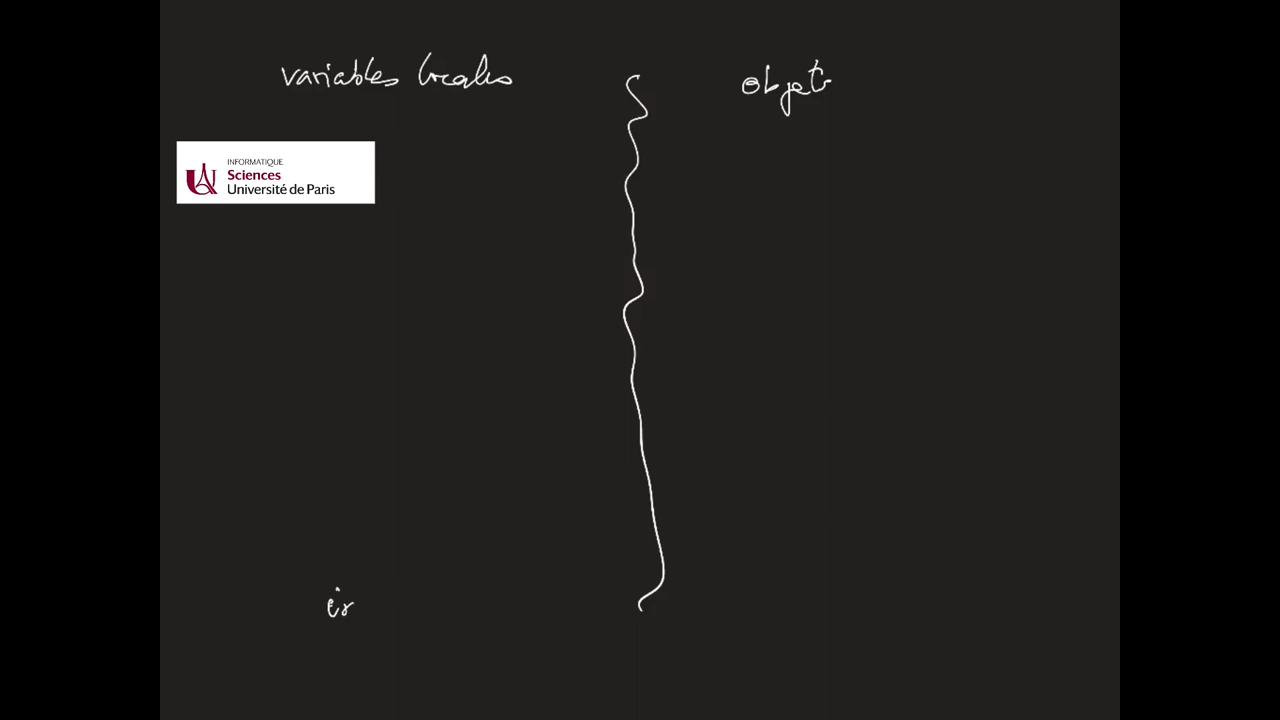 variables locales
objets
INFORMATIQUE
Sciences
Université de Paris